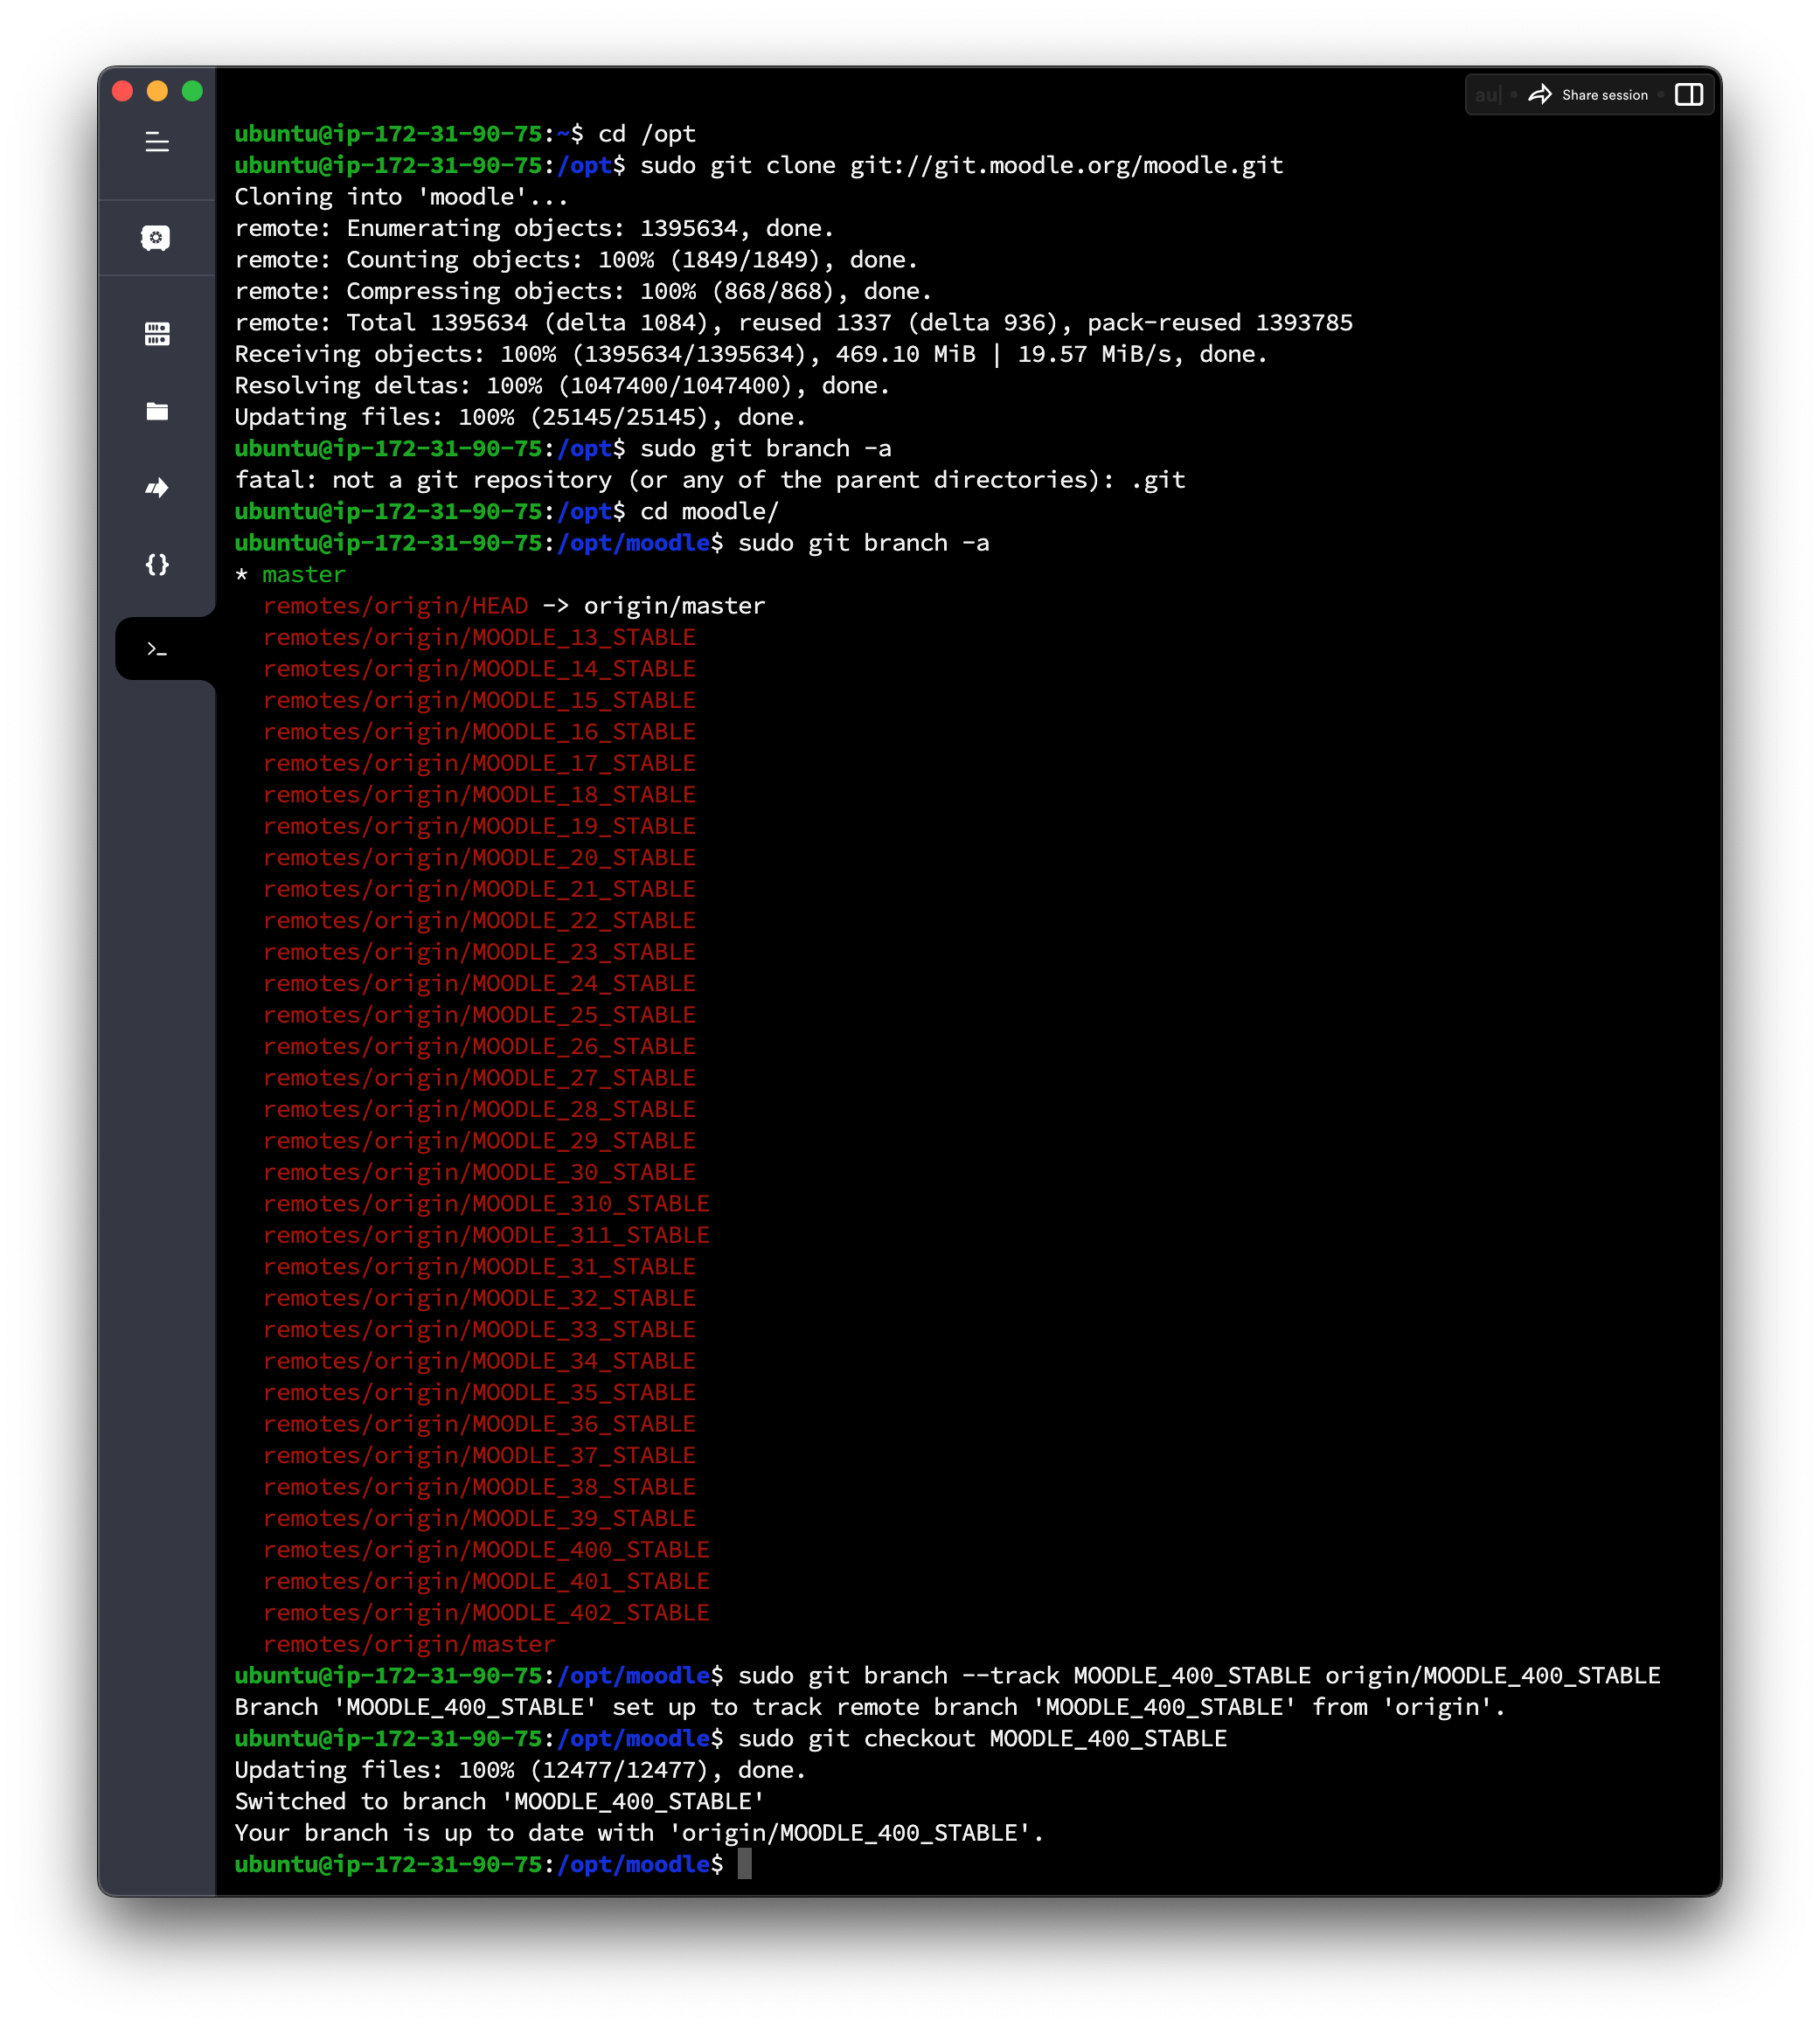 au| • Share session •
ubuntu@ip-172-31-90-75:~$ cd /opt
ubuntu@ip-172-31-90-75:/opt$ sudo git clone git://git.moodle.org/moodle.git
Cloning into 'moodle'...
remote: Enumerating objects: 1395634, done.
remote: Counting objects: 100% (1849/1849), done.
remote: Compressing objects: 100% (868/868), done.
remote: Total 1395634 (delta 1084), reused 1337 (delta 936), pack-reused 1393785
Receiving objects: 100% (1395634/1395634), 469.10 MiB | 19.57 MiB/s, done.
Resolving deltas: 100% (1047400/1047400), done.
Updating files: 100% (25145/25145), done.
ubuntu@ip-172-31-90-75:/opt$ sudo git branch -a
fatal: not a git repository (or any of the parent directories): .git
ubuntu@ip-172-31-90-75:/opt$ cd moodle/
ubuntu@ip-172-31-90-75:/opt/moodle$ sudo git branch -a
* master
remotes/origin/HEAD -> origin/master
remotes/origin/MOODLE_13_STABLE
remotes/origin/MOODLE_14_STABLE
remotes/origin/MOODLE_15_STABLE
remotes/origin/MOODLE_16_STABLE
remotes/origin/MOODLE_17_STABLE
remotes/origin/MOODLE_18_STABLE
remotes/origin/MOODLE_19_STABLE
remotes/origin/MOODLE_20_STABLE
remotes/origin/MOODLE_21_STABLE
remotes/origin/MOODLE_22_STABLE
remotes/origin/MOODLE_23_STABLE
remotes/origin/MOODLE_24_STABLE
remotes/origin/MOODLE_25_STABLE
remotes/origin/MOODLE_26_STABLE
remotes/origin/MOODLE_27_STABLE
remotes/origin/MOODLE_28_STABLE
remotes/origin/MOODLE_29_STABLE
remotes/origin/MOODLE_30_STABLE
remotes/origin/MOODLE_310_STABLE
remotes/origin/MOODLE_311_STABLE
remotes/origin/MOODLE_31_STABLE
remotes/origin/MOODLE_32_STABLE
remotes/origin/MOODLE_33_STABLE
remotes/origin/MOODLE_34_STABLE
remotes/origin/MOODLE_35_STABLE
remotes/origin/MOODLE_36_STABLE
remotes/origin/MOODLE_37_STABLE
remotes/origin/MOODLE_38_STABLE
remotes/origin/MOODLE_39_STABLE
remotes/origin/MOODLE_400_STABLE
remotes/origin/MOODLE_401_STABLE
remotes/origin/MOODLE_402_STABLE
remotes/origin/master
ubuntu@ip-172-31-90-75:/opt/moodle$ sudo git branch --track MOODLE_400_STABLE origin/MOODLE_400_STABLE
Branch 'MOODLE_400_STABLE' set up to track remote branch 'MOODLE_400_STABLE' from 'origin'.
ubuntu@ip-172-31-90-75:/opt/moodle$ sudo git checkout MOODLE_400_STABLE
Updating files: 100% (12477/12477), done.
Switched to branch 'MOODLE_400_STABLE'
Your branch is up to date with 'origin/MOODLE_400_STABLE'.
ubuntu@ip-172-31-90-75:/opt/moodle$